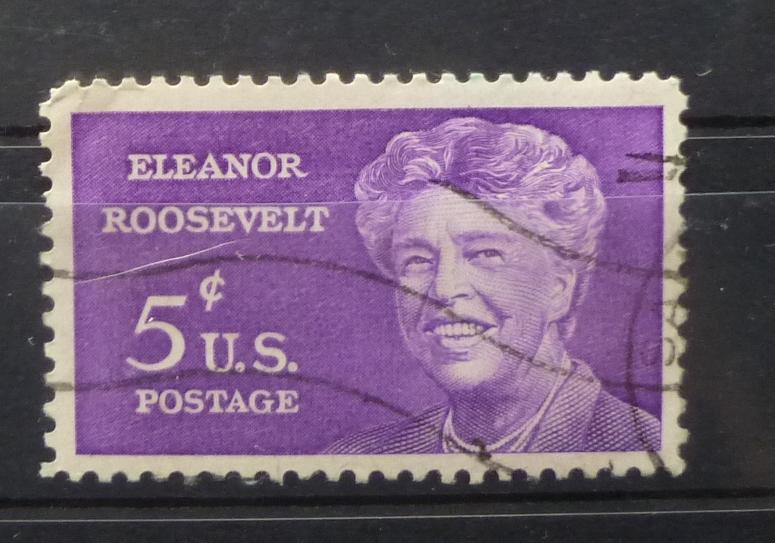 ELEANOR
ROOSEVELT
5¢
U.S.
POSTAGE